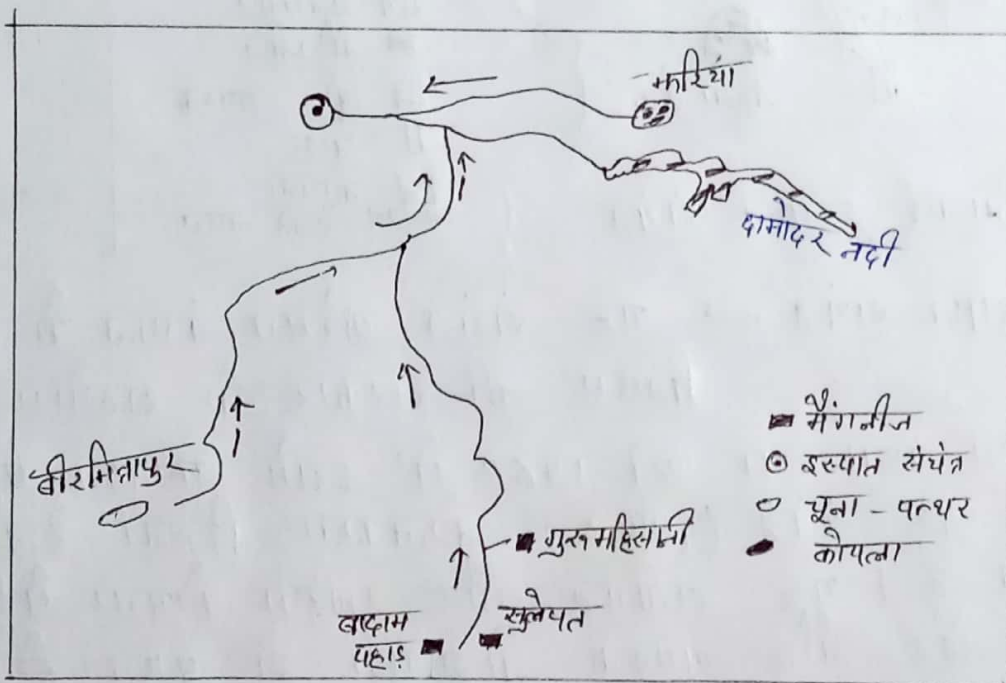 झरिया
दामोदर नदी
बीरमित्रापुर
मैंगनीज
इस्पात संयंत्र
चूना - पत्थर
कोयला
गुरुमहिसानी
बादाम
पहाड़
सुलेपत